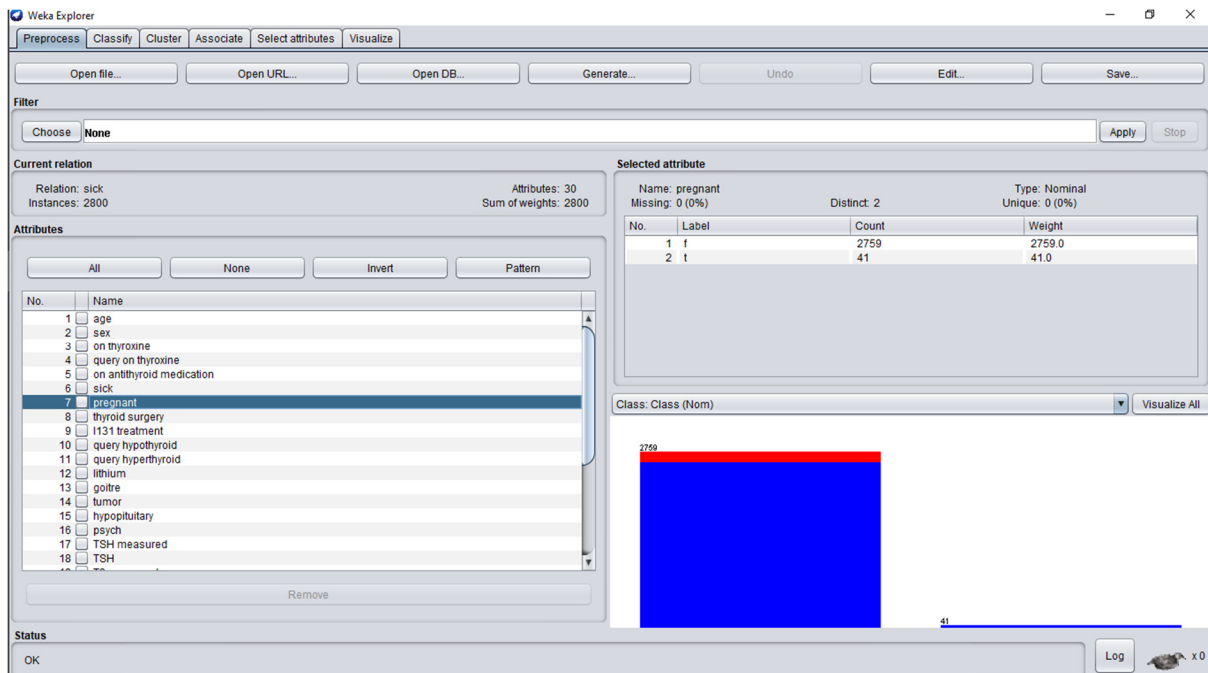 Weka Explorer
Preprocess Classify Cluster Associate Select attributes Visualize
Open file... Open URL... Open DB... Generate... Undo Edit... Save...
Filter
Choose None Apply Stop
Current relation
Relation: sick Attributes: 30
Instances: 2800 Sum of weights: 2800
Attributes
All None Invert Pattern
No. Name
1 age
2 sex
3 on thyroxine
4 query on thyroxine
5 on antithyroid medication
6 sick
7 pregnant
8 thyroid surgery
9 I131 treatment
10 query hypothyroid
11 query hyperthyroid
12 lithium
13 goitre
14 tumor
15 hypopituitary
16 psych
17 TSH measured
18 TSH
Remove
Selected attribute
Name: pregnant Type: Nominal
Missing: 0 (0%) Distinct: 2 Unique: 0 (0%)
No. Label Count Weight
1 f 2759 2759.0
2 t 41 41.0
Class: Class (Nom) Visualize All
2759
41
Status
OK Log x 0